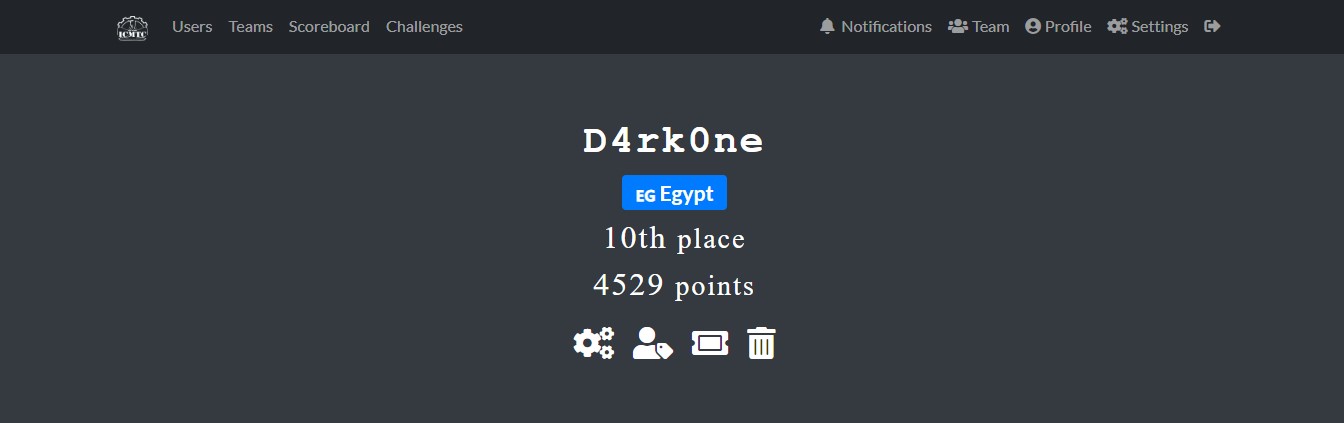 ICMTC Users Teams Scoreboard Challenges Notifications Team Profile Settings
D4rk0ne
EG Egypt
10th place
4529 points